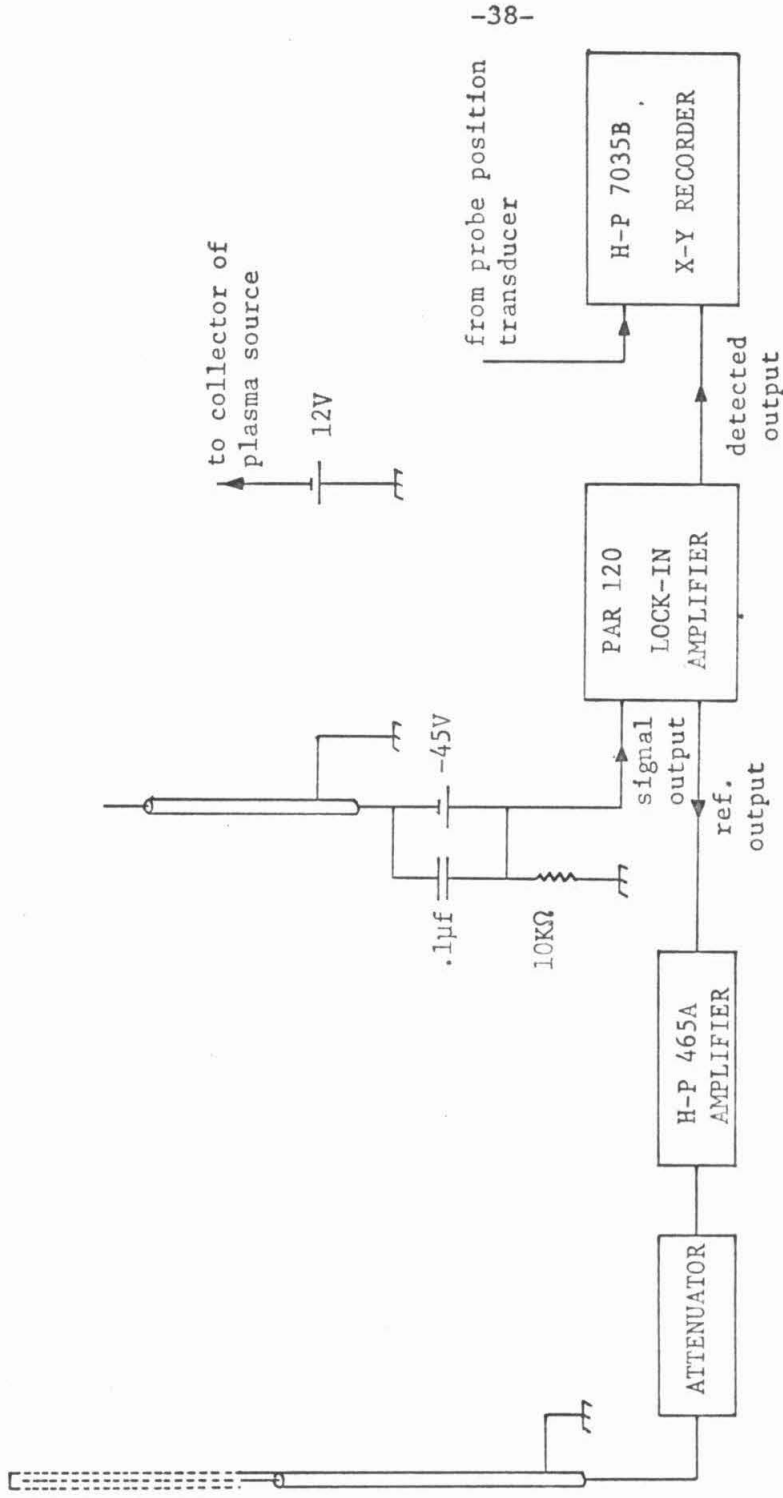 -38-
to collector of
plasma source
12V
from probe position
transducer
H-P 7035B
X-Y RECORDER
detected
output
PAR 120
LOCK-IN
AMPLIFIER
signal
output
ref.
output
-45V
.1µf
10KΩ
H-P 465A
AMPLIFIER
ATTENUATOR